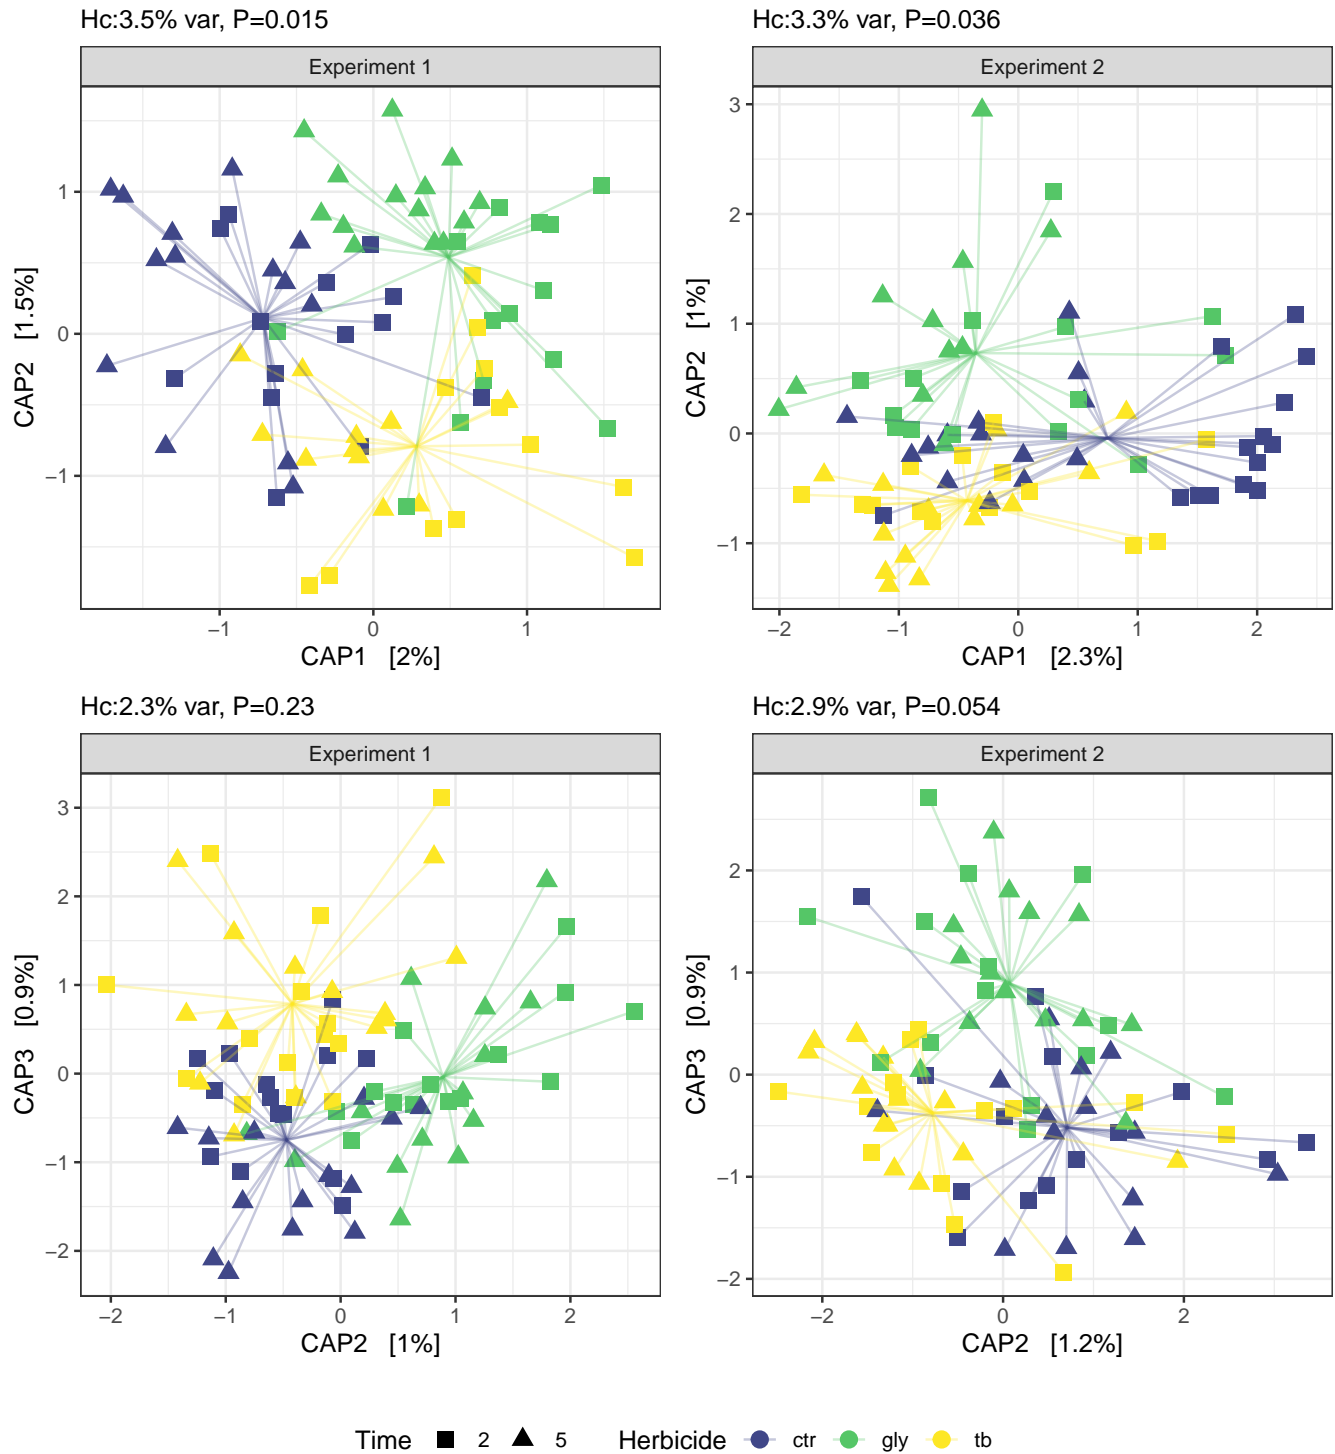 Hc:3.5% var, P=0.015
Experiment 1
1
0
−1
CAP2 [1.5%]
−1 0 1
CAP1 [2%]
Hc:3.3% var, P=0.036
Experiment 2
3
2
1
0
−1
CAP2 [1%]
−2 −1 0 1 2
CAP1 [2.3%]
Hc:2.3% var, P=0.23
Experiment 1
3
2
1
0
−1
−2
CAP3 [0.9%]
−2 −1 0 1 2
CAP2 [1%]
Hc:2.9% var, P=0.054
Experiment 2
2
1
0
−1
−2
CAP3 [0.9%]
−2 0 2
CAP2 [1.2%]
Time 2 5 Herbicide ctr gly tb